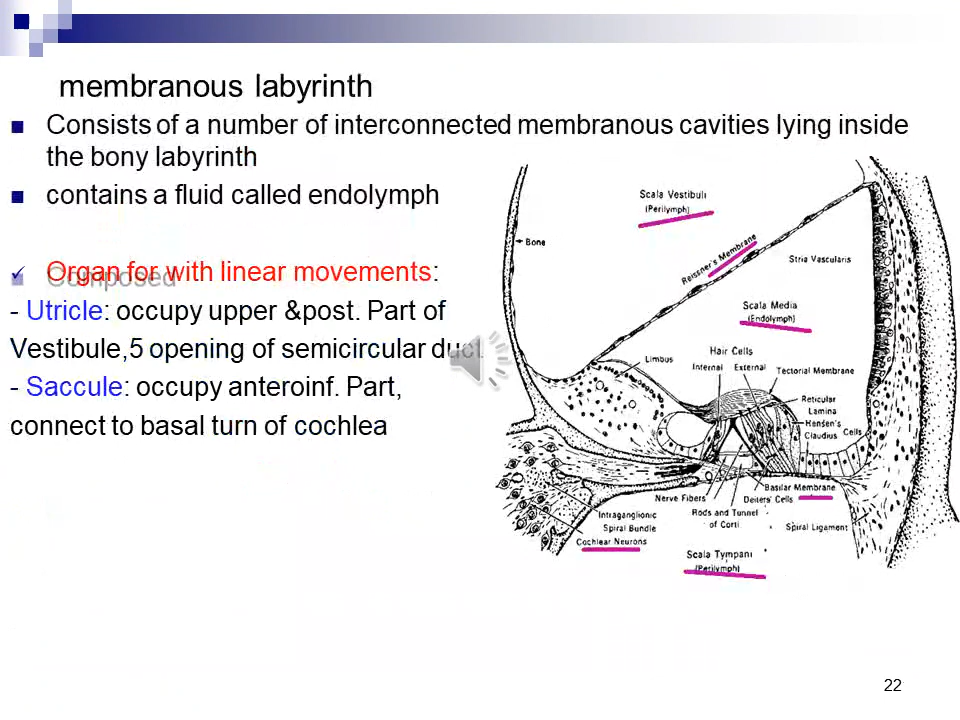 membranous labyrinth
Consists of a number of interconnected membranous cavities lying inside
the bony labyrinth
contains a fluid called endolymph
Organ for with linear movements:
Composed
- Utricle: occupy upper &post. Part of
Vestibule,5 opening of semicircular duct
- Saccule: occupy anteroinf. Part,
connect to basal turn of cochlea
Scala Vestibuli
(Perilymph)
Bone
Reissner's Membrane
Stria Vascularis
Scala Media
(Endolymph)
Limbus
Hair Cells
Internal External
Tectorial Membrane
Reticular
Lamina
Hensen's
Claudius Cells
Basilar Membrane
Nerve Fibers
Deiters' Cells
Rods and Tunnel
of Corti
Intraganglionic
Spiral Bundle
Spiral Ligament
Cochlear Neurons
Scala Tympani
(Perilymph)
22